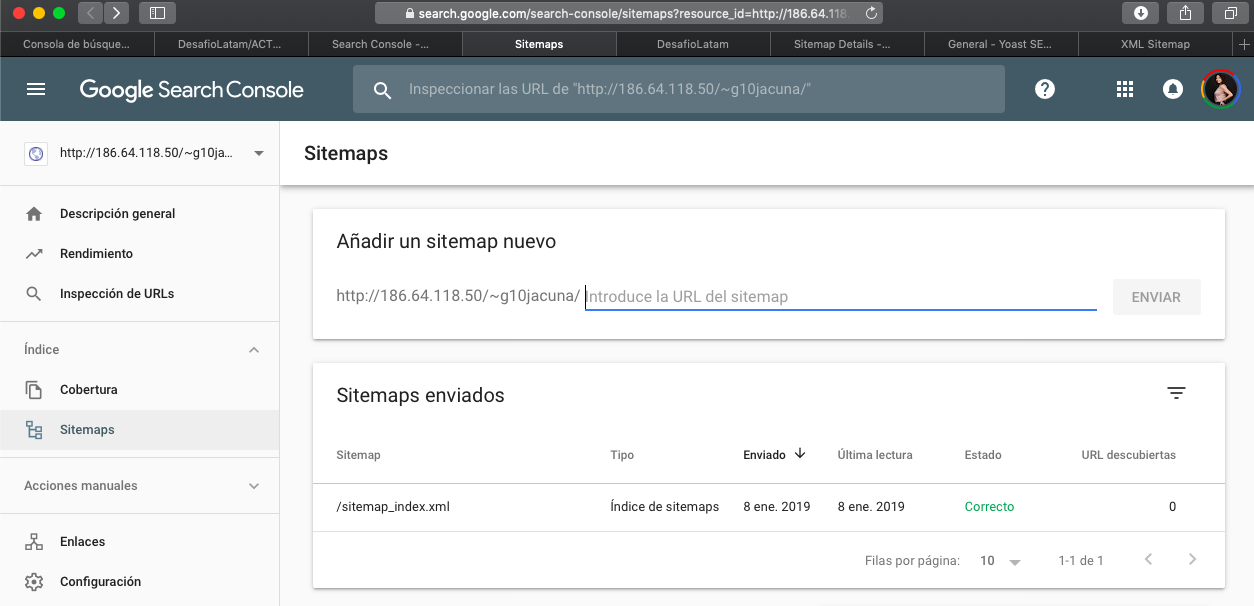 search.google.com/search-console/sitemaps?resource_id=http://186.64.118.
Consola de búsque... DesafioLatam/ACT... Search Console -... Sitemaps DesafioLatam Sitemap Details -... General - Yoast SE... XML Sitemap
Google Search Console
Inspeccionar las URL de "http://186.64.118.50/~g10jacuna/"
http://186.64.118.50/~g10ja...
Sitemaps
Descripción general
Rendimiento
Inspección de URLs
Índice
Cobertura
Sitemaps
Acciones manuales
Enlaces
Configuración
Añadir un sitemap nuevo
http://186.64.118.50/~g10jacuna/ Introduce la URL del sitemap
ENVIAR
Sitemaps enviados
Sitemap Tipo Enviado Última lectura Estado URL descubiertas
/sitemap_index.xml Índice de sitemaps 8 ene. 2019 8 ene. 2019 Correcto 0
Filas por página: 10 1-1 de 1